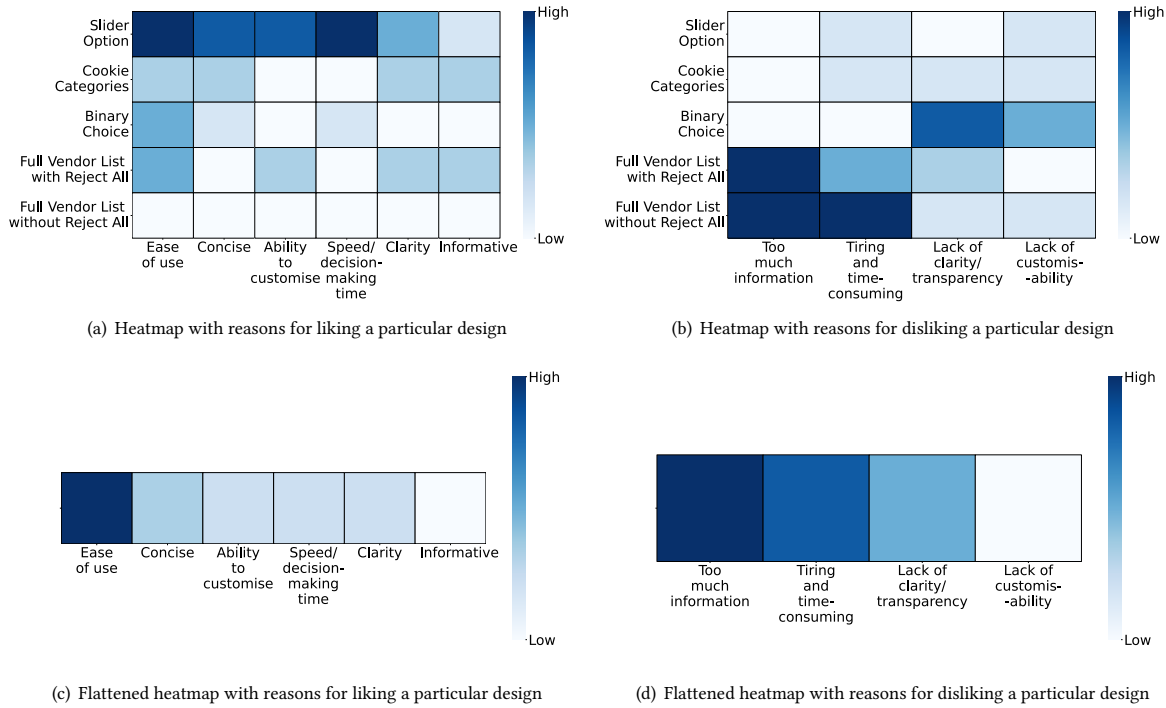 Slider
Option
Cookie
Categories
Binary
Choice
Full Vendor List
with Reject All
Full Vendor List
without Reject All
Ease
of use
Concise
Ability
to
customise
Speed/
decision-
making
time
Clarity
Informative
High
Low
(a) Heatmap with reasons for liking a particular design
Slider
Option
Cookie
Categories
Binary
Choice
Full Vendor List
with Reject All
Full Vendor List
without Reject All
Too
much
information
Tiring
and
time-
consuming
Lack of
clarity/
transparency
Lack of
customis-
-ability
High
Low
(b) Heatmap with reasons for disliking a particular design
Ease
of use
Concise
Ability
to
customise
Speed/
decision-
making
time
Clarity
Informative
High
Low
(c) Flattened heatmap with reasons for liking a particular design
Too
much
information
Tiring
and
time-
consuming
Lack of
clarity/
transparency
Lack of
customis-
-ability
High
Low
(d) Flattened heatmap with reasons for disliking a particular design